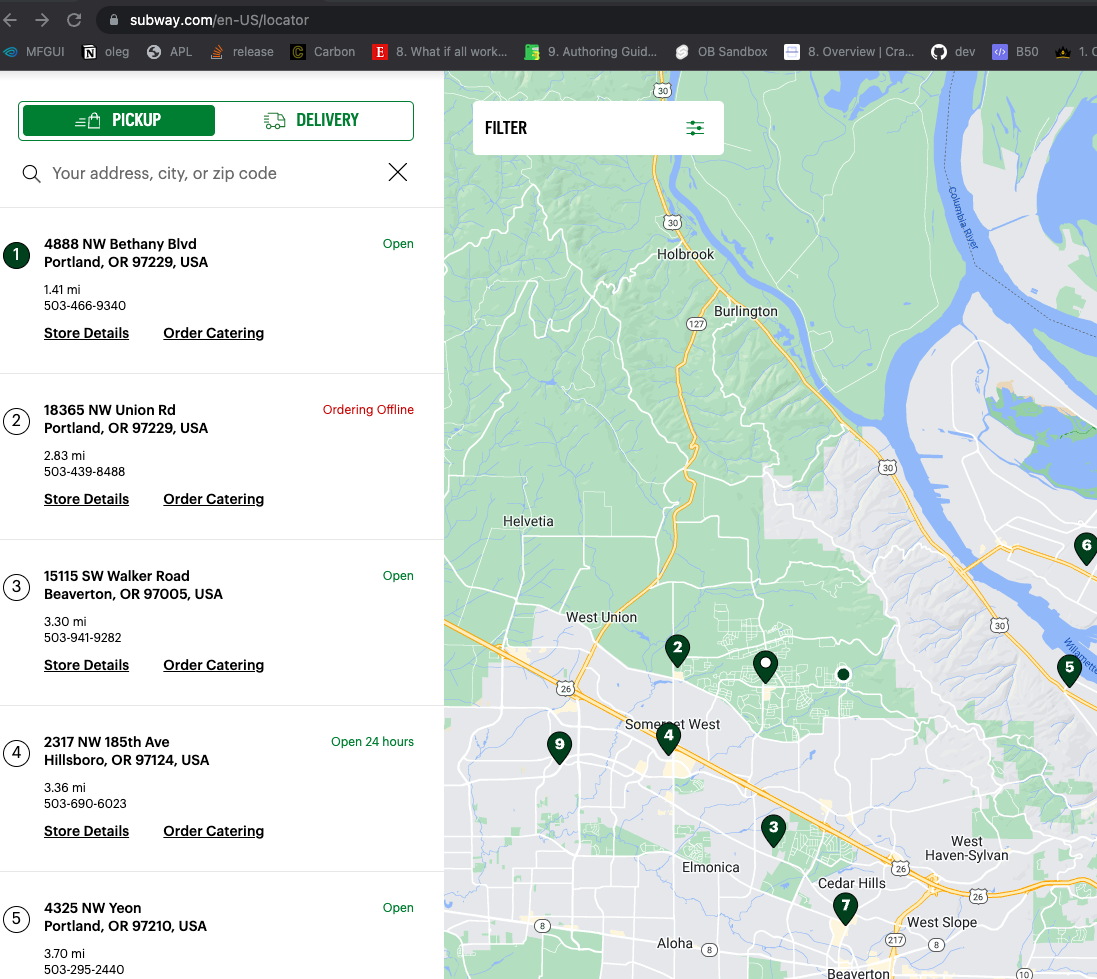 subway.com/en-US/locator
MFGUI
oleg
APL
release
Carbon
8. What if all work...
9. Authoring Guid...
OB Sandbox
8. Overview | Cra...
dev
B50
1. C
PICKUP
DELIVERY
Your address, city, or zip code
1
4888 NW Bethany Blvd
Open
Portland, OR 97229, USA
1.41 mi
503-466-9340
Store Details
Order Catering
2
18365 NW Union Rd
Ordering Offline
Portland, OR 97229, USA
2.83 mi
503-439-8488
Store Details
Order Catering
3
15115 SW Walker Road
Open
Beaverton, OR 97005, USA
3.30 mi
503-941-9282
Store Details
Order Catering
4
2317 NW 185th Ave
Open 24 hours
Hillsboro, OR 97124, USA
3.36 mi
503-690-6023
Store Details
Order Catering
5
4325 NW Yeon
Open
Portland, OR 97210, USA
3.70 mi
503-295-2440
FILTER
30
Columbia River
30
Holbrook
Burlington
127
30
Helvetia
6
West Union
30
2
Willamette
5
26
Somerset West
4
9
3
West
Haven-Sylvan
Elmonica
26
Cedar Hills
26
7
West Slope
8
217
8
Aloha
8
Beaverton
10